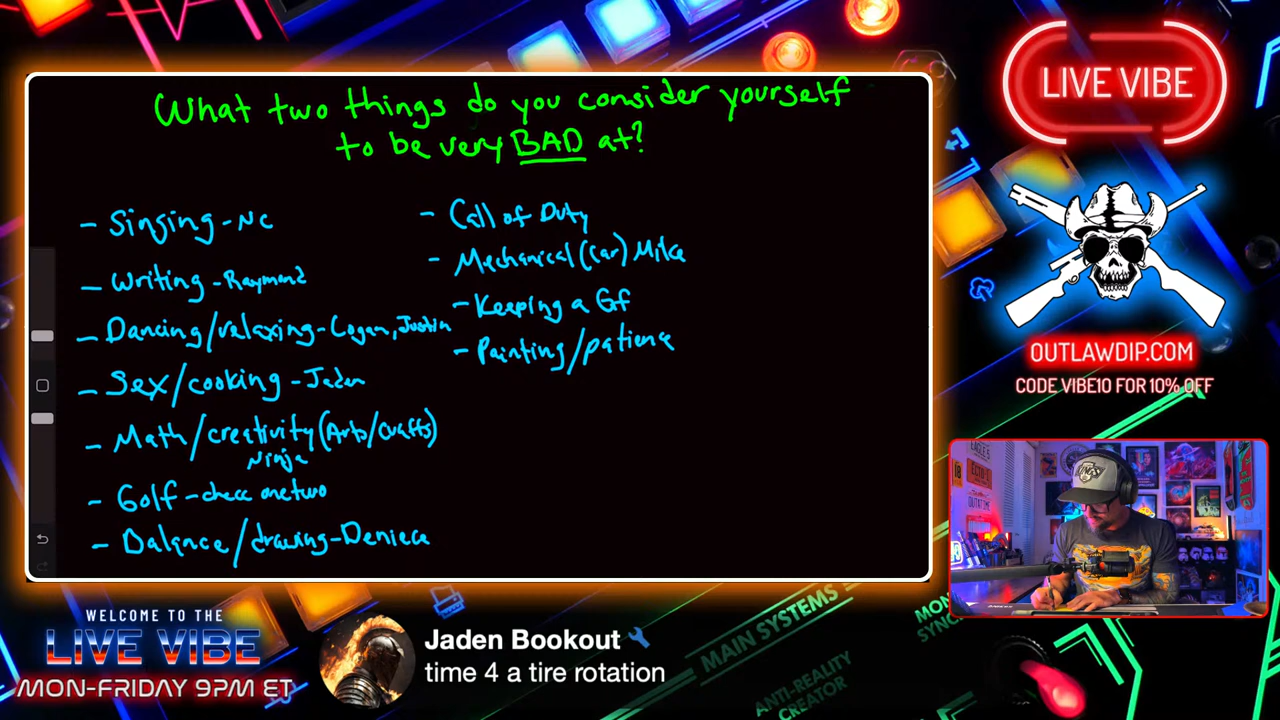 What two things do you consider yourself
to be very BAD at?
- Singing - NC
- Writing - Raymond
- Dancing/relaxing - Logan, Justin
- Sex/cooking - Jaden
- Math/creativity (Arts/crafts)
Ninja
- Golf - check one two
- Balance/drawing - Deniece
- Call of Duty
- Mechanical (car) Mike
- Keeping a Gf
- Painting/patience
LIVE VIBE
OUTLAWDIP.COM
CODE VIBE10 FOR 10% OFF
WELCOME TO THE
LIVE VIBE
MON-FRIDAY 9PM ET
Jaden Bookout
time 4 a tire rotation
MAIN SYSTEMS
ANTI-REALITY
CREATOR